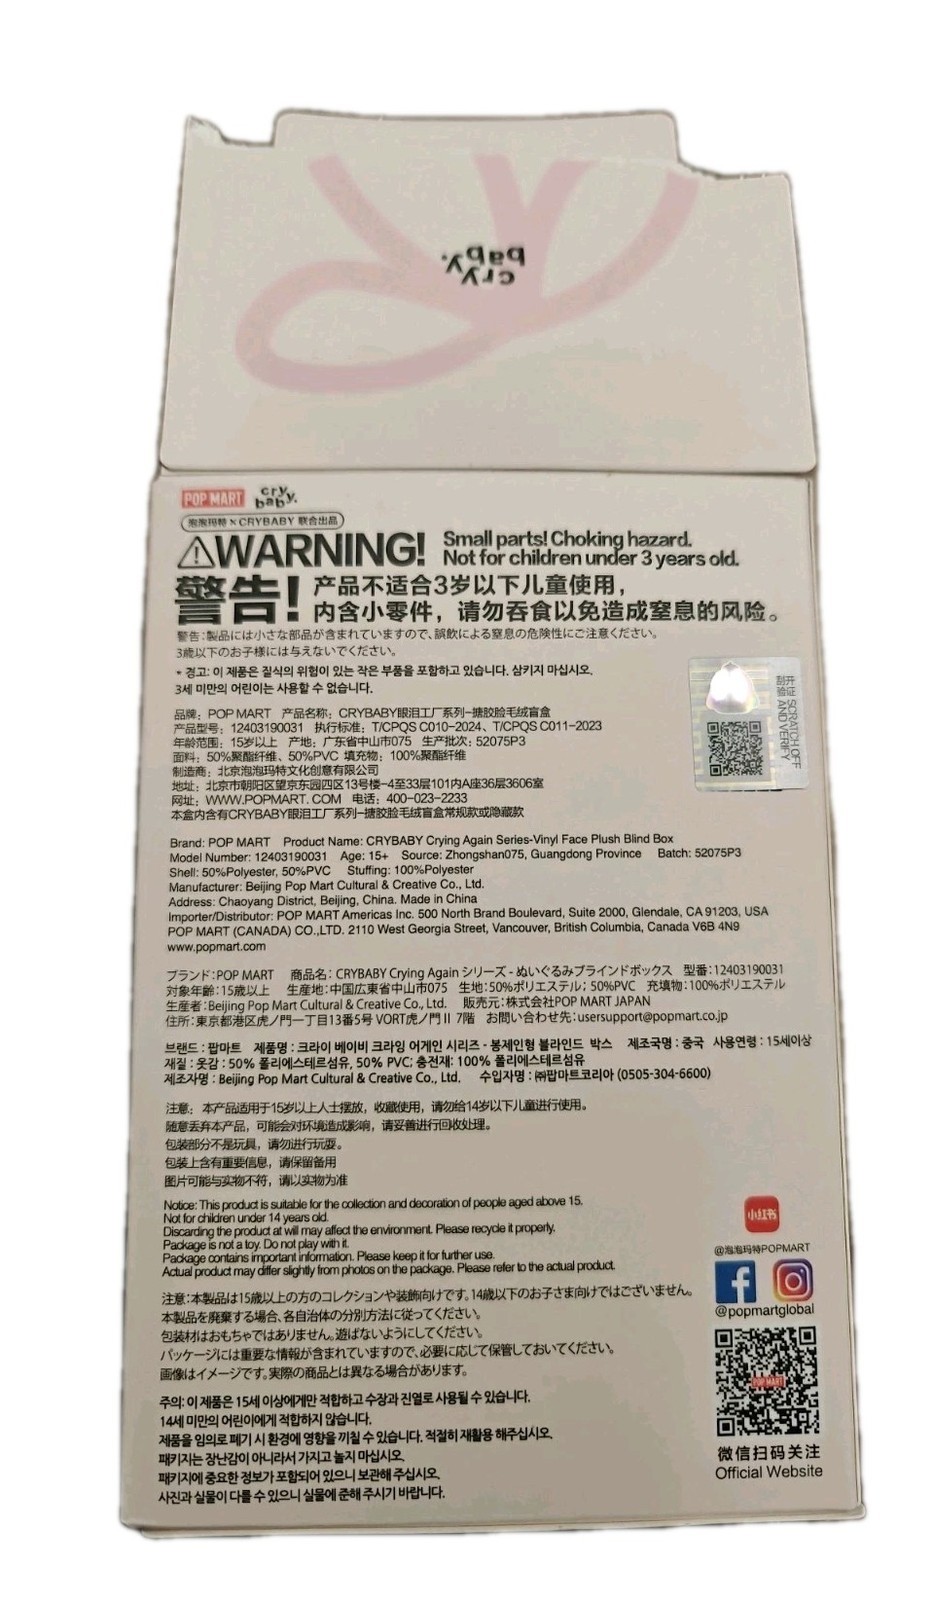 cry
baby.
POP MART cry baby.
泡泡玛特×CRYBABY 联合出品
WARNING! Small parts! Choking hazard.
Not for children under 3 years old.
警告! 产品不适合3岁以下儿童使用，
内含小零件，请勿吞食以免造成窒息的风险。
警告:製品には小さな部品が含まれていますので、誤飲による窒息の危険性にご注意ください。
3歳以下のお子様には与えないでください。
* 경고: 이 제품은 질식의 위험이 있는 작은 부품을 포함하고 있습니다. 삼키지 마십시오.
3세 미만의 어린이는 사용할 수 없습니다.
刮开验证 SCRATCH OFF AND VERIFY
品牌：POP MART 产品名称：CRYBABY眼泪工厂系列-搪胶脸毛绒盲盒
产品型号：12403190031 执行标准：T/CPQS C010-2024、T/CPQS C011-2023
年龄范围：15岁以上 产地：广东省中山市075 生产批次：52075P3
面料：50%聚酯纤维、50%PVC 填充物：100%聚酯纤维
制造商：北京泡泡玛特文化创意有限公司
地址：北京市朝阳区望京东园四区13号楼-4至33层101内A座36层3606室
网址：WWW.POPMART.COM 电话：400-023-2233
本盒内含有CRYBABY眼泪工厂系列-搪胶脸毛绒盲盒常规款或隐藏款
Brand: POP MART Product Name: CRYBABY Crying Again Series-Vinyl Face Plush Blind Box
Model Number: 12403190031 Age: 15+ Source: Zhongshan075, Guangdong Province Batch: 52075P3
Shell: 50%Polyester, 50%PVC Stuffing: 100%Polyester
Manufacturer: Beijing Pop Mart Cultural & Creative Co., Ltd.
Address: Chaoyang District, Beijing, China. Made in China
Importer/Distributor: POP MART Americas Inc. 500 North Brand Boulevard, Suite 2000, Glendale, CA 91203, USA
POP MART (CANADA) CO.,LTD. 2110 West Georgia Street, Vancouver, British Columbia, Canada V6B 4N9
www.popmart.com
ブランド:POP MART 商品名: CRYBABY Crying Again シリーズ - ぬいぐるみブラインドボックス 型番:12403190031
対象年齢:15歳以上 生産地:中国広東省中山市075 生地:50%ポリエステル; 50%PVC 充填物:100%ポリエステル
生産者:Beijing Pop Mart Cultural & Creative Co., Ltd. 販売元:株式会社POP MART JAPAN
住所:東京都港区虎ノ門一丁目13番5号 VORT虎ノ門Ⅱ 7階 お問い合わせ先:usersupport@popmart.co.jp
브랜드 : 팝마트 제품명 : 크라이 베이비 크라잉 어게인 시리즈 - 봉제인형 블라인드 박스 제조국명 : 중국 사용연령 : 15세이상
재질 : 옷감 : 50% 폴리에스테르섬유, 50% PVC; 충전재: 100% 폴리에스테르섬유
제조자명 : Beijing Pop Mart Cultural & Creative Co., Ltd. 수입자명 : ㈜팝마트코리아 (0505-304-6600)
注意：本产品适用于15岁以上人士摆放，收藏使用，请勿给14岁以下儿童进行使用。
随意丢弃本产品，可能会对环境造成影响，请妥善进行回收处理。
包装部分不是玩具，请勿进行玩耍。
包装上含有重要信息，请保留备用
图片可能与实物不符，请以实物为准
Notice: This product is suitable for the collection and decoration of people aged above 15.
Not for children under 14 years old.
Discarding the product at will may affect the environment. Please recycle it properly.
Package is not a toy. Do not play with it.
Package contains important information. Please keep it for further use.
Actual product may differ slightly from photos on the package. Please refer to the actual product.
注意:本製品は15歳以上の方のコレクションや装飾向けです。14歳以下のお子さま向けではございません。
本製品を廃棄する場合、各自治体の分別方法に従ってください。
包装材はおもちゃではありません。遊ばないようにしてください。
パッケージには重要な情報が含まれていますので、必要に応じて保管しておいてください。
画像はイメージです。実際の商品とは異なる場合があります。
주의: 이 제품은 15세 이상에게만 적합하고 수장과 진열로 사용될 수 있습니다.
14세 미만의 어린이에게 적합하지 않습니다.
제품을 임의로 폐기 시 환경에 영향을 끼칠 수 있습니다. 적절히 재활용 해주십시오.
패키지는 장난감이 아니라서 가지고 놀지 마십시오.
패키지에 중요한 정보가 포함되어 있으니 보관해 주십시오.
사진과 실물이 다를 수 있으니 실물에 준해 주시기 바랍니다.
小红书
@泡泡玛特POPMART
@popmartglobal
POP MART
微信扫码关注
Official Website